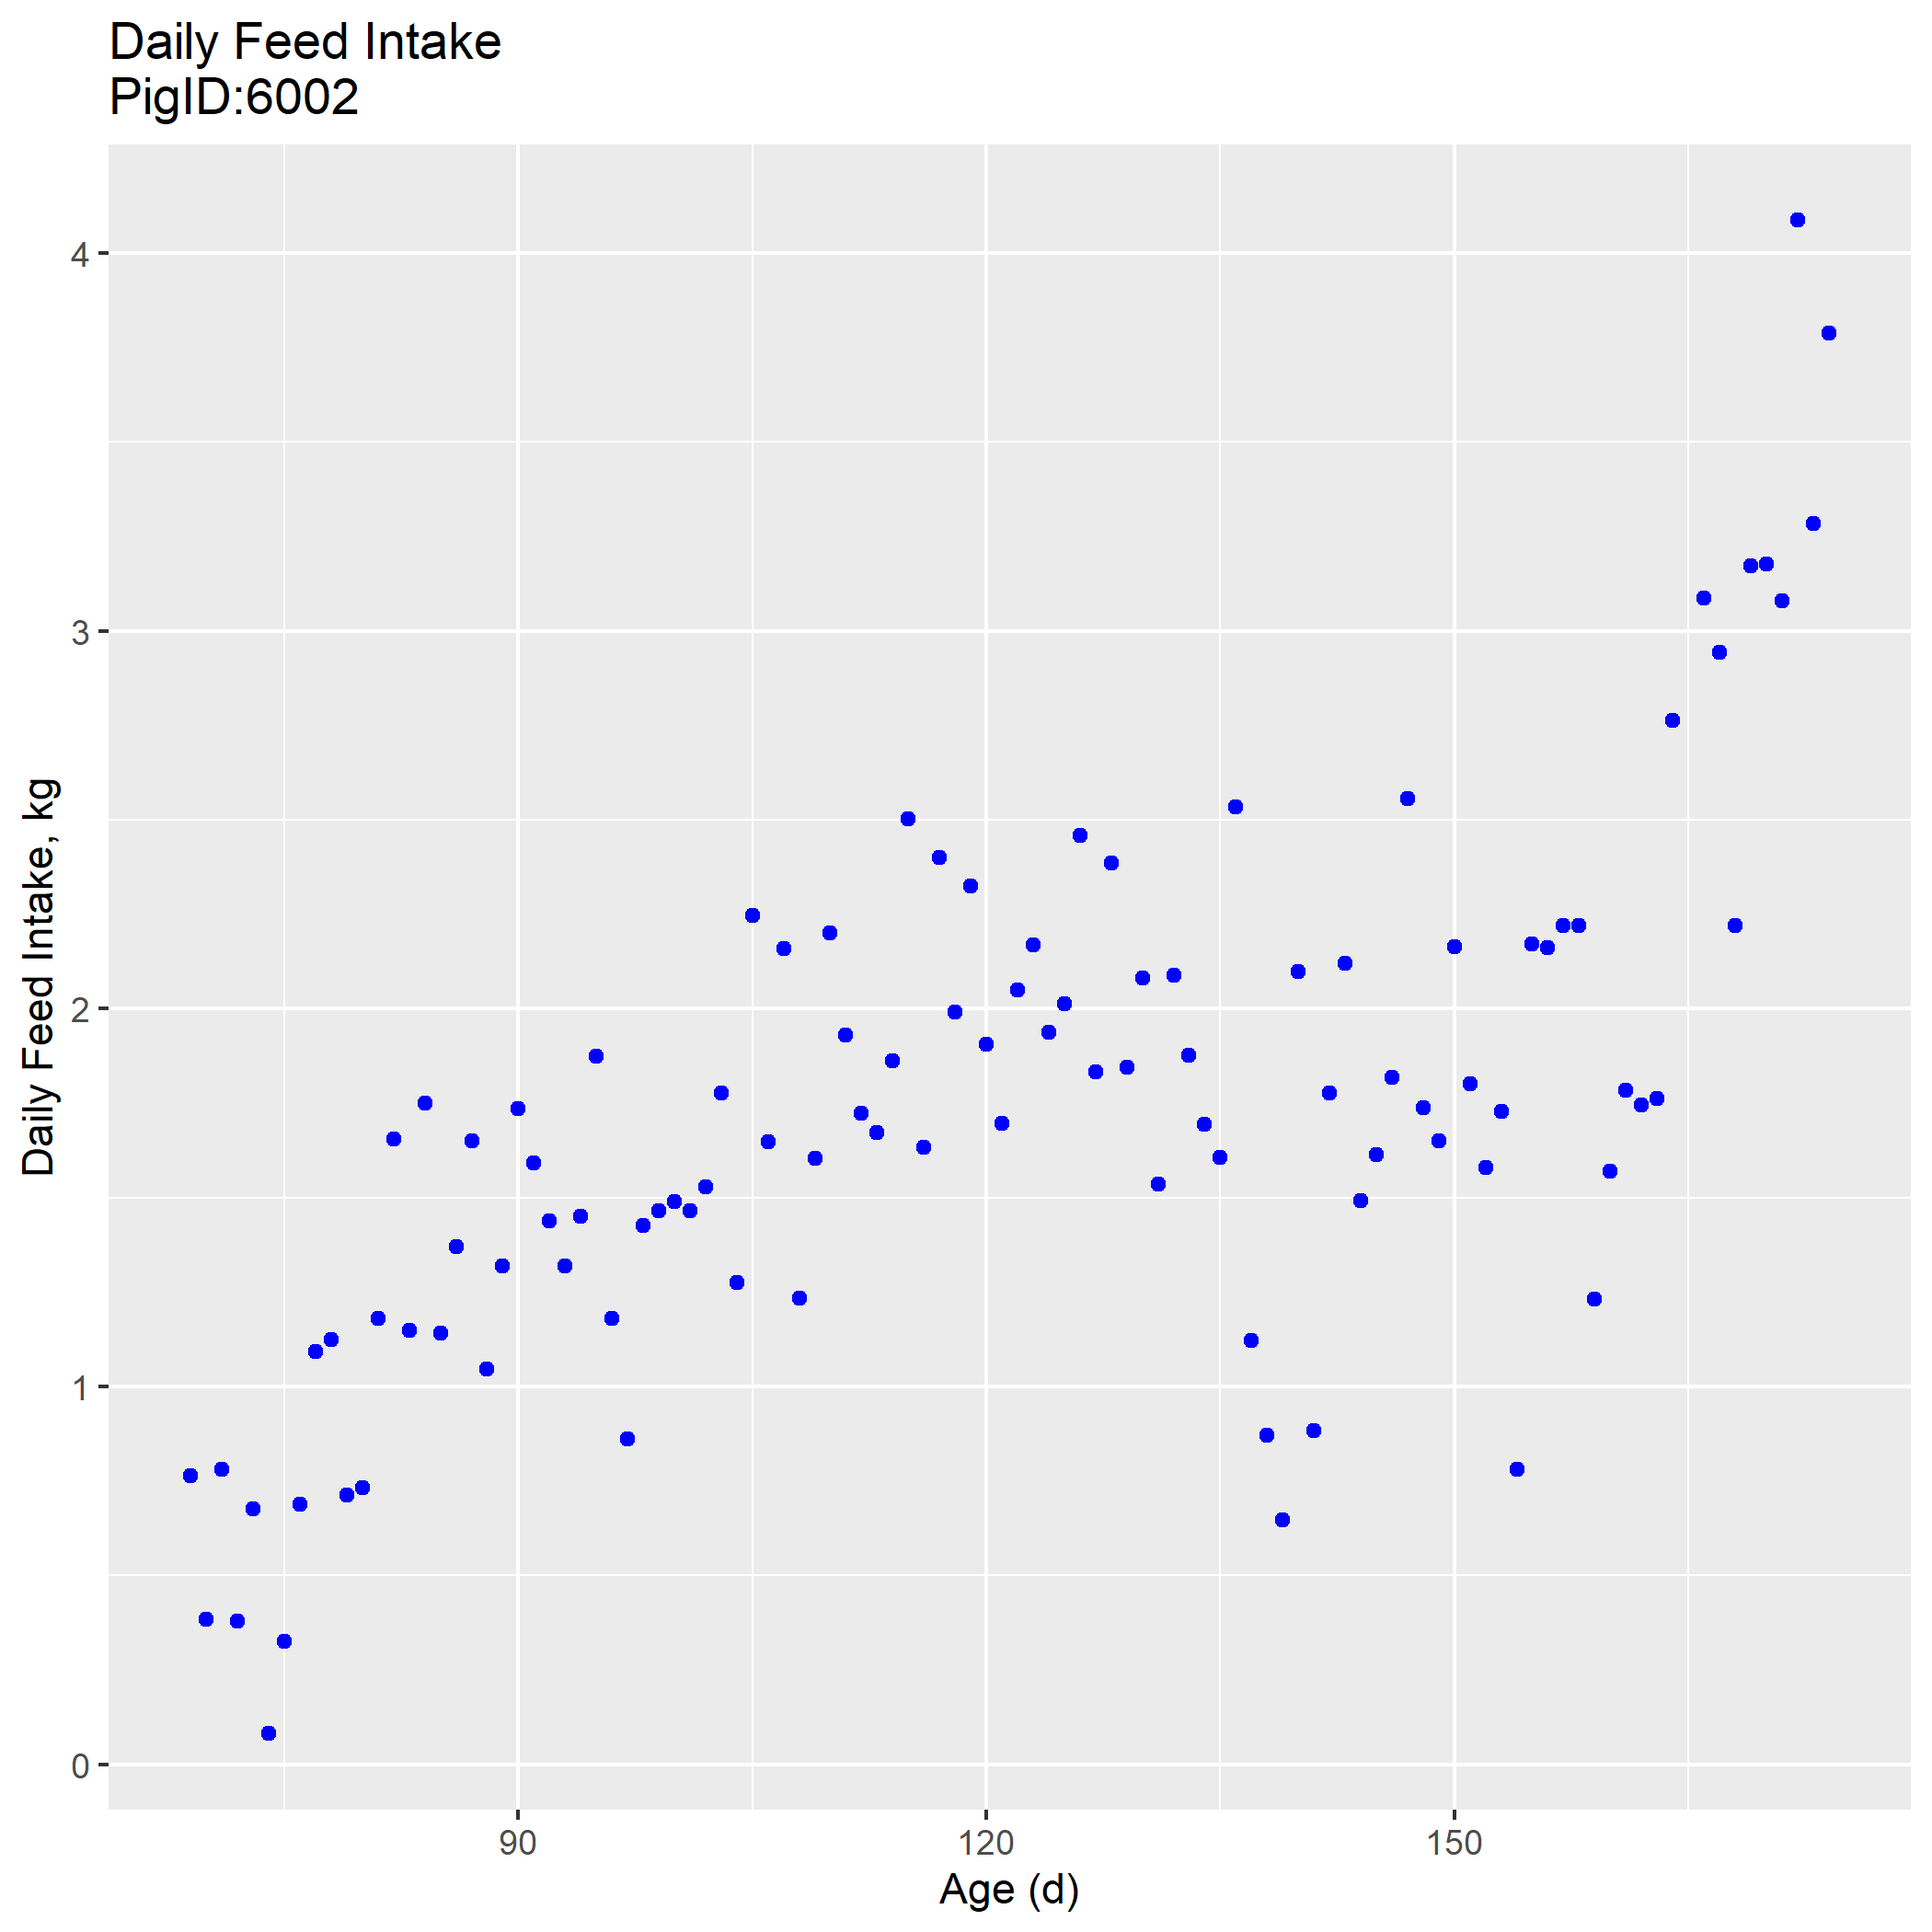 Daily Feed Intake
PigID:6002
Daily Feed Intake, kg
4
3
2
1
0
90
120
150
Age (d)